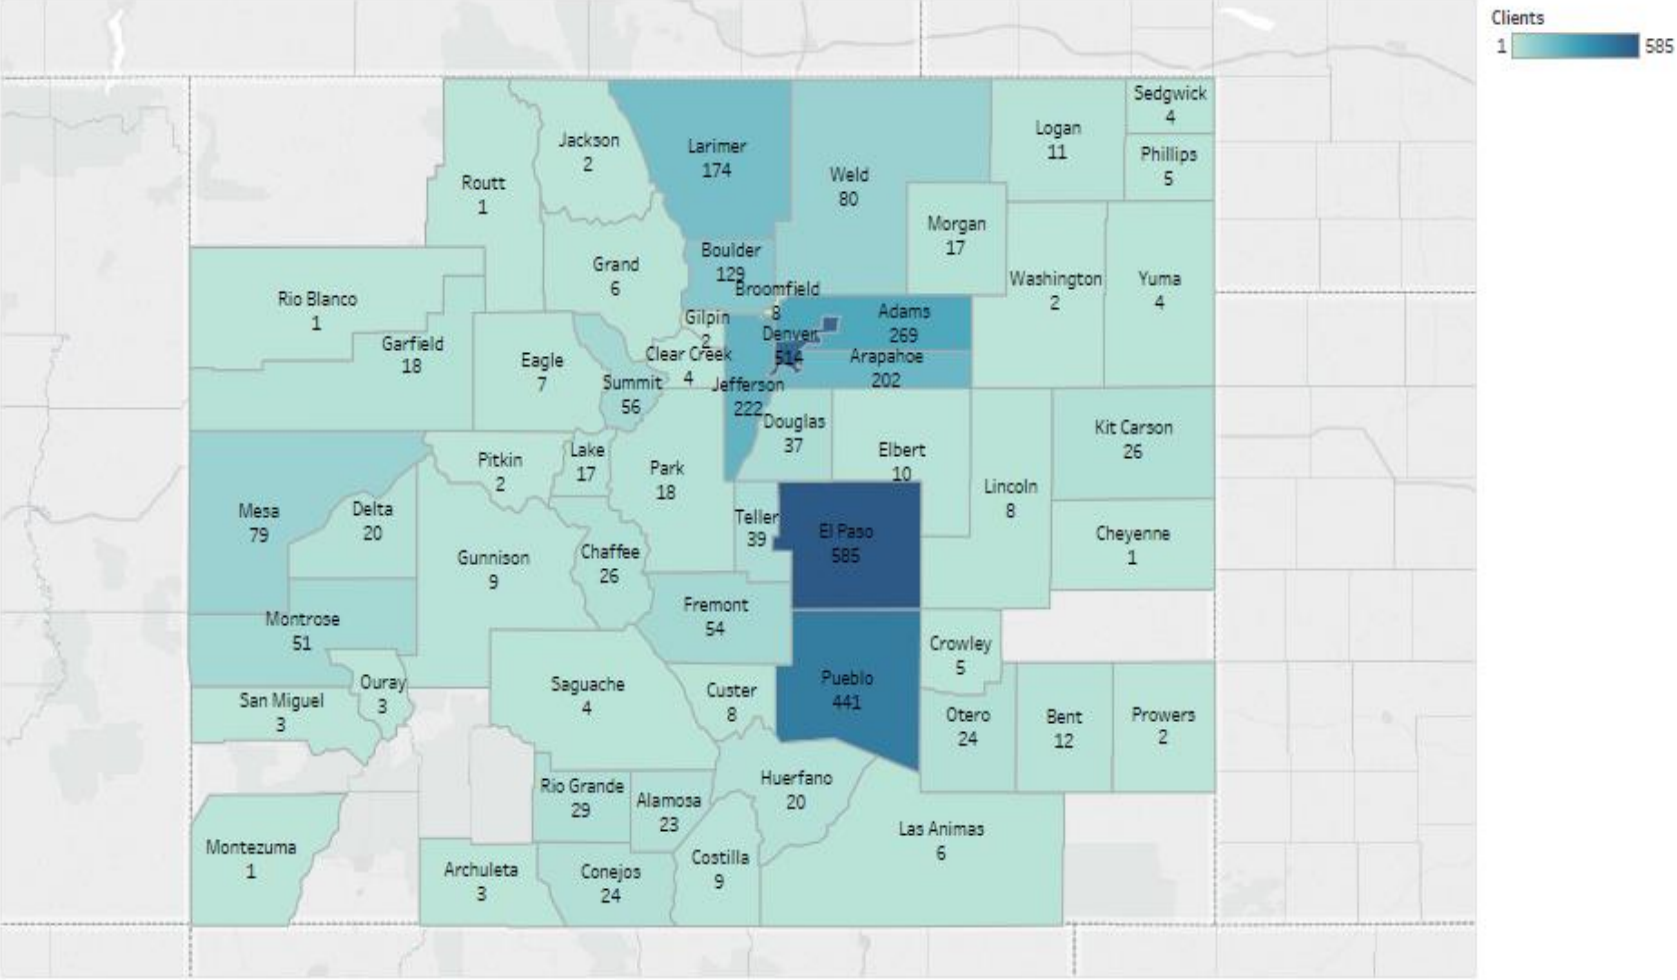 Clients
1
585
Sedgwick
4
Jackson
2
Larimer
174
Logan
11
Phillips
5
Weld
80
Routt
1
Morgan
17
Grand
6
Boulder
129
Broomfield
8
Washington
2
Yuma
4
Rio Blanco
1
Garfield
18
Eagle
7
Gilpin
2
Clear Creek
4
Denver
514
Adams
269
Arapahoe
202
Summit
56
Jefferson
222
Douglas
37
Elbert
10
Kit Carson
26
Pitkin
2
Lake
17
Park
18
Lincoln
8
Mesa
79
Delta
20
Gunnison
9
Chaffee
26
Teller
39
El Paso
585
Cheyenne
1
Montrose
51
Fremont
54
Crowley
5
Ouray
3
San Miguel
3
Saguache
4
Custer
8
Pueblo
441
Otero
24
Bent
12
Prowers
2
Rio Grande
29
Alamosa
23
Huerfano
20
Las Animas
6
Montezuma
1
Archuleta
3
Conejos
24
Costilla
9